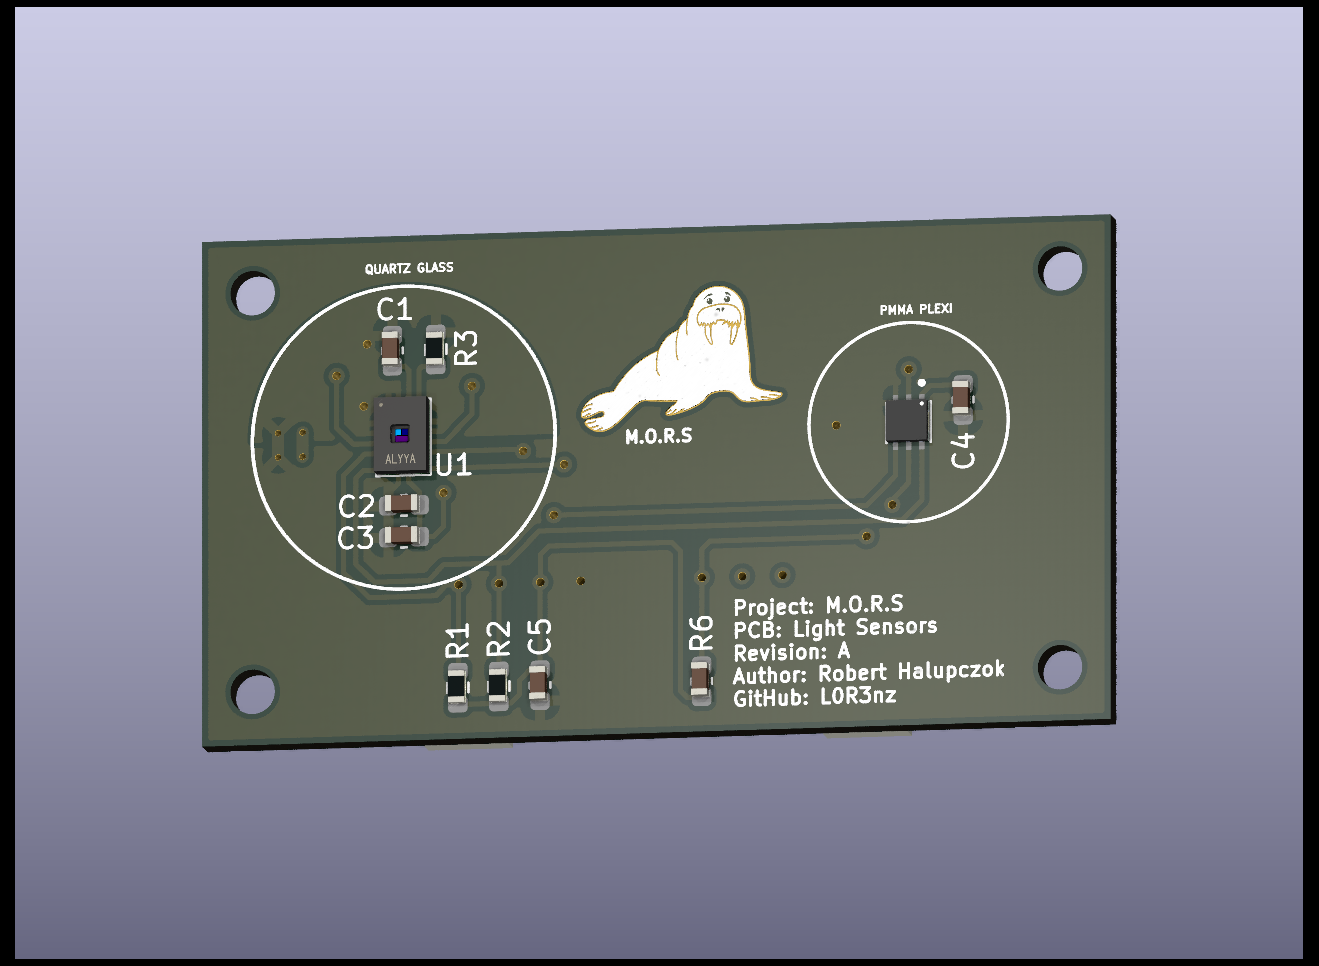 QUARTZ GLASS
C1
R3
PMMA PLEXI
ALYYA
U1
C2
C3
M.O.R.S
C4
R1
R2
C5
R6
Project: M.O.R.S
PCB: Light Sensors
Revision: A
Author: Robert Halupczok
GitHub: L0R3nz